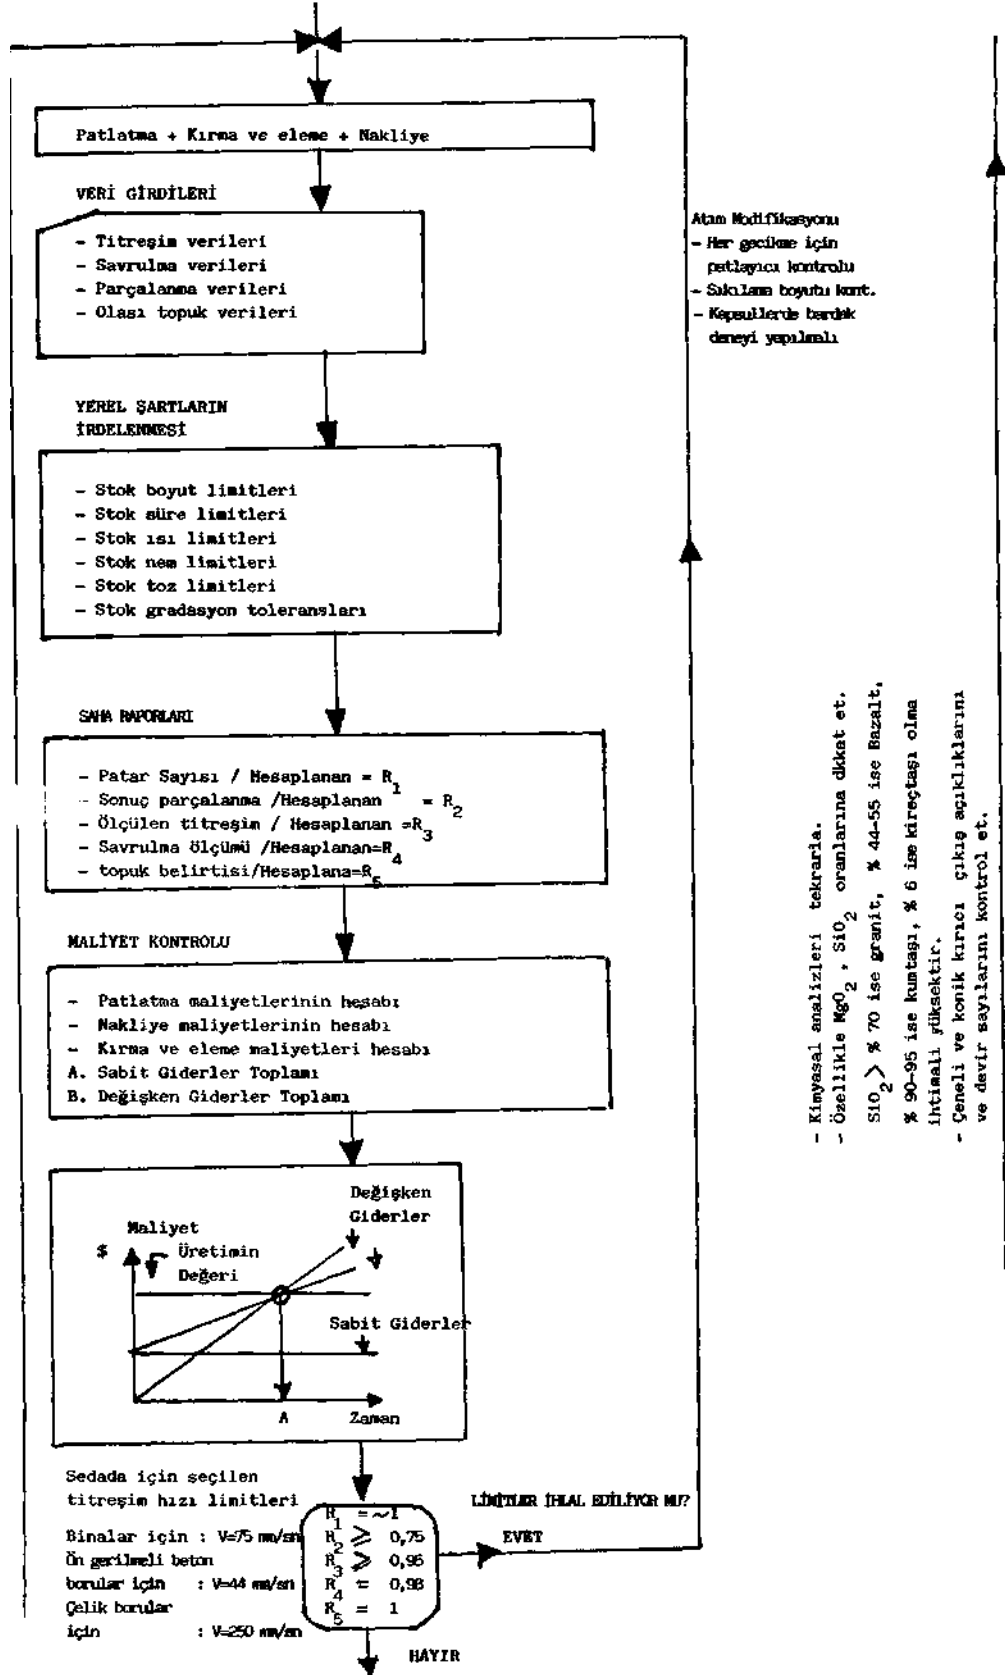 Patlatma + Kırma ve eleme + Nakliye
VERİ GİRDİLERİ
- Titreşim verileri
- Savrulma verileri
- Parçalanma verileri
- Olası topuk verileri
Atım Modifikasyonu
- Her gecikme için
patlayıcı kontrolu
- Sıkılama boyutu kont.
- Kapsullerde bardak
deneyi yapılmalı
YEREL ŞARTLARIN
İRDELENMESİ
- Stok boyut limitleri
- Stok süre limitleri
- Stok ısı limitleri
- Stok nem limitleri
- Stok toz limitleri
- Stok gradasyon toleransları
SAHA RAPORLARI
- Patar Sayısı / Hesaplanan = R1
- Sonuç parçalanma /Hesaplanan = R2
- Ölçülen titreşim / Hesaplanan =R3
- Savrulma ölçümü /Hesaplanan=R4
- topuk belirtisi/Hesaplana=R5
MALİYET KONTROLU
- Patlatma maliyetlerinin hesabı
- Nakliye maliyetlerinin hesabı
- Kırma ve eleme maliyetleri hesabı
A. Sabit Giderler Toplamı
B. Değişken Giderler Toplamı
Değişken
Giderler
Maliyet
$
Üretimin
Değeri
Sabit Giderler
A
Zaman
Sedada için seçilen
titreşim hızı limitleri
Binalar için : V=75 mm/sn
Ön gerilmeli beton
borular için : V=44 mm/sn
Çelik borular
için : V=250 mm/sn
R1 = ~1
R2 ⩾ 0,75
R3 ⩾ 0,96
R4 = 0,98
R5 = 1
LİMİTLER İHLAL EDİLİYOR MU?
EVET
HAYIR
- Kimyasal analizleri tekrarla.
- Özellikle MgO2 , SiO2 oranlarına dkkat et.
SiO2 > % 70 ise granit, % 44-55 ise Bazalt,
% 90-95 ise kumtaşı, % 6 ise kireçtaşı olma
ihtimali yüksektir.
- Çeneli ve konik kırıcı çıkış açıklıklarını
ve devir sayılarını kontrol et.